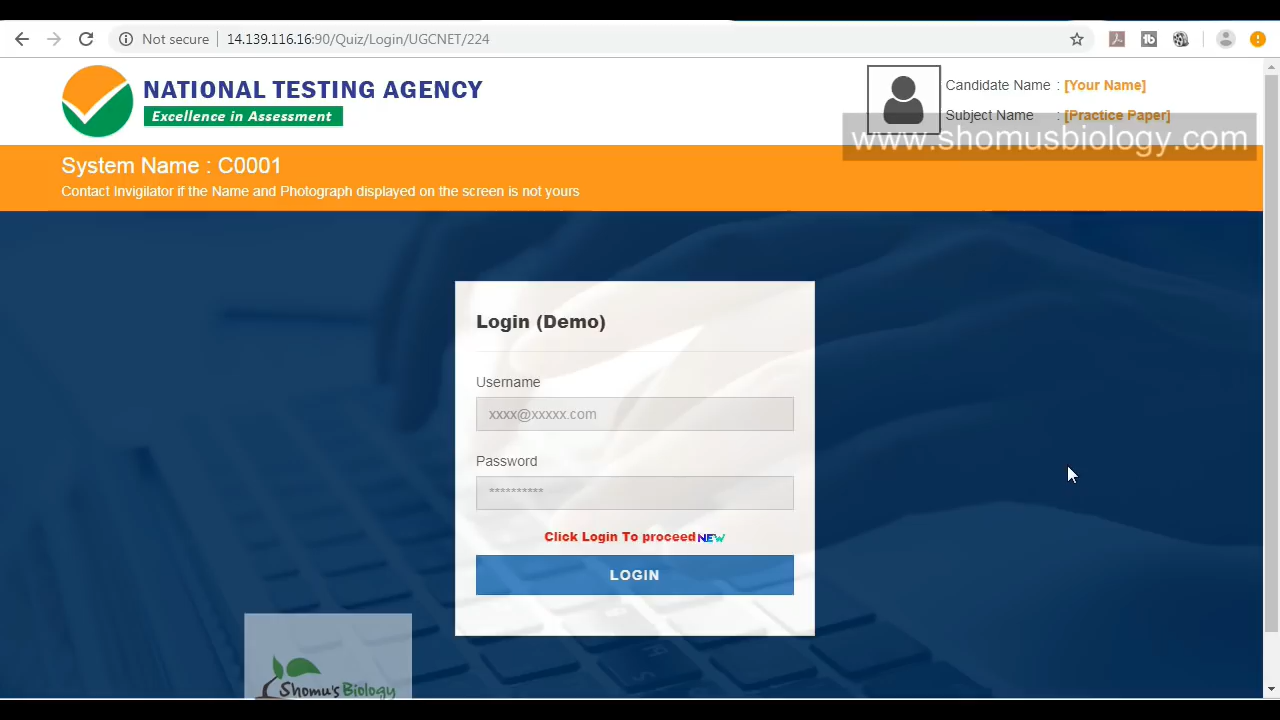 Not secure
14.139.116.16:90/Quiz/Login/UGCNET/224
NATIONAL TESTING AGENCY
Excellence in Assessment
Candidate Name : [Your Name]
Subject Name : [Practice Paper]
www.shomusbiology.com
System Name : C0001
Contact Invigilator if the Name and Photograph displayed on the screen is not yours
Login (Demo)
Username
xxxx@xxxxx.com
Password
**********
Click Login To proceed NEW
LOGIN
Shomu's Biology